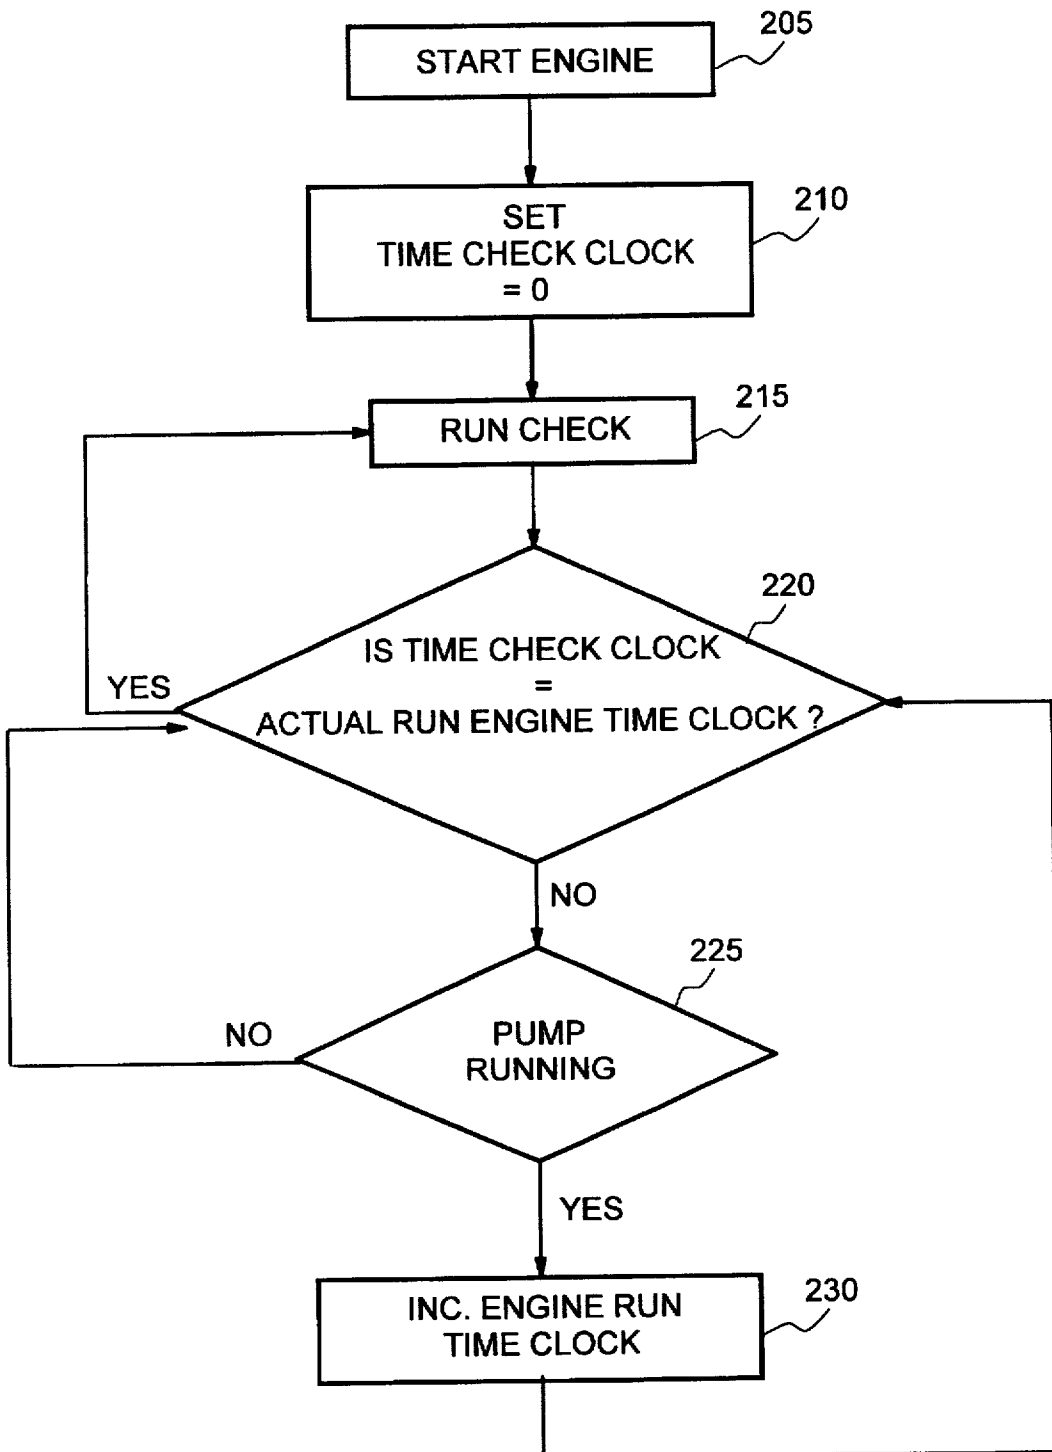 205
START ENGINE
210
SET
TIME CHECK CLOCK
= 0
215
RUN CHECK
220
IS TIME CHECK CLOCK
=
ACTUAL RUN ENGINE TIME CLOCK ?
YES
NO
225
PUMP
RUNNING
NO
YES
230
INC. ENGINE RUN
TIME CLOCK